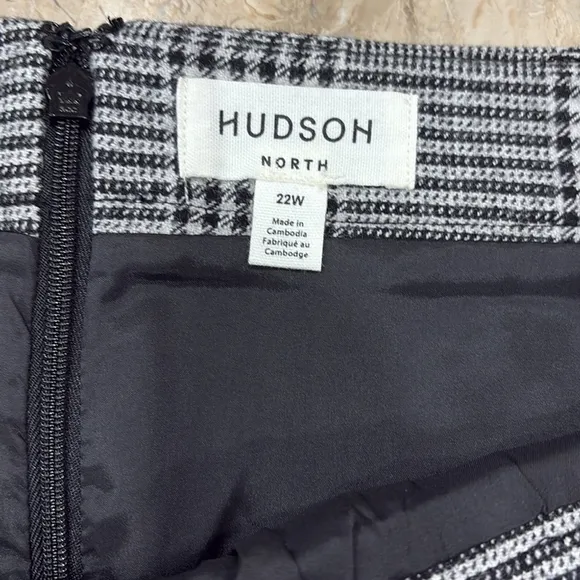 HUDSON
NORTH
22W
Made in
Cambodia
Fabriqué au
Cambodge